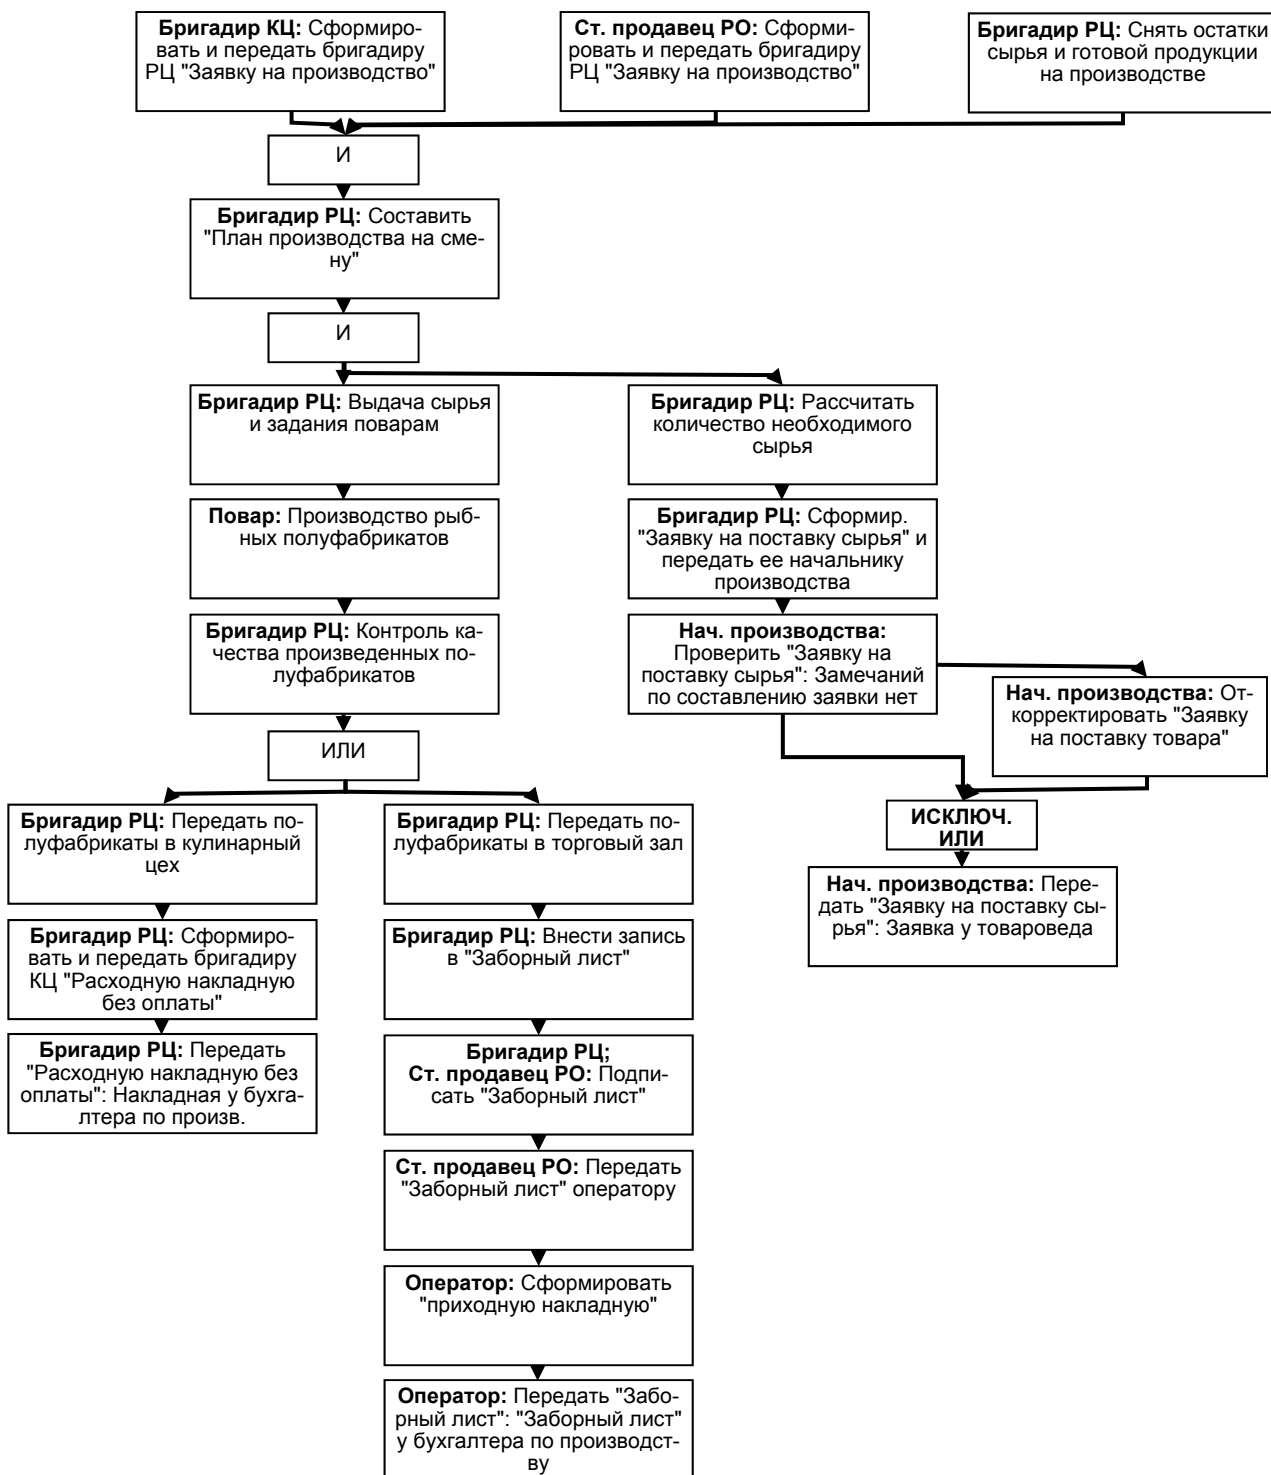 Бригадир КЦ: Сформиро-
вать и передать бригадиру
РЦ "Заявку на производство"
Ст. продавец РО: Сформи-
ровать и передать бригадиру
РЦ "Заявку на производство"
Бригадир РЦ: Снять остатки
сырья и готовой продукции
на производстве
И
Бригадир РЦ: Составить
"План производства на сме-
ну"
И
Бригадир РЦ: Выдача сырья
и задания поварам
Бригадир РЦ: Рассчитать
количество необходимого
сырья
Повар: Производство рыб-
ных полуфабрикатов
Бригадир РЦ: Сформир.
"Заявку на поставку сырья" и
передать ее начальнику
производства
Бригадир РЦ: Контроль ка-
чества произведенных по-
луфабрикатов
Нач. производства:
Проверить "Заявку на
поставку сырья": Замечаний
по составлению заявки нет
Нач. производства: От-
корректировать "Заявку
на поставку товара"
ИЛИ
Бригадир РЦ: Передать по-
луфабрикаты в кулинарный
цех
Бригадир РЦ: Передать по-
луфабрикаты в торговый зал
ИСКЛЮЧ.
ИЛИ
Нач. производства: Пере-
дать "Заявку на поставку сы-
рья": Заявка у товароведа
Бригадир РЦ: Сформиро-
вать и передать бригадиру
КЦ "Расходную накладную
без оплаты"
Бригадир РЦ: Внести запись
в "Заборный лист"
Бригадир РЦ: Передать
"Расходную накладную без
оплаты": Накладная у бухга-
лтера по произв.
Бригадир РЦ;
Ст. продавец РО: Подпи-
сать "Заборный лист"
Ст. продавец РО: Передать
"Заборный лист" оператору
Оператор: Сформировать
"приходную накладную"
Оператор: Передать "Забо-
рный лист": "Заборный лист"
у бухгалтера по производст-
ву